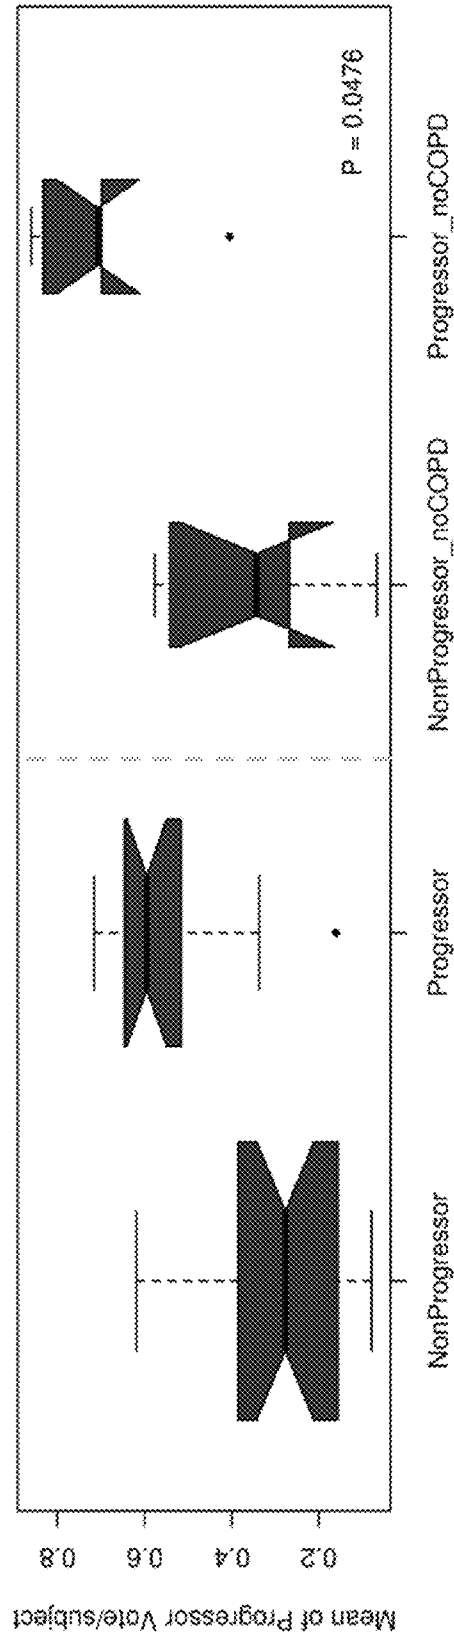 Mean of Progressor Vote/subject
0.8
0.6
0.4
0.2
NonProgressor
Progressor
NonProgressor_noCOPD
Progressor_noCOPD
P = 0.0476